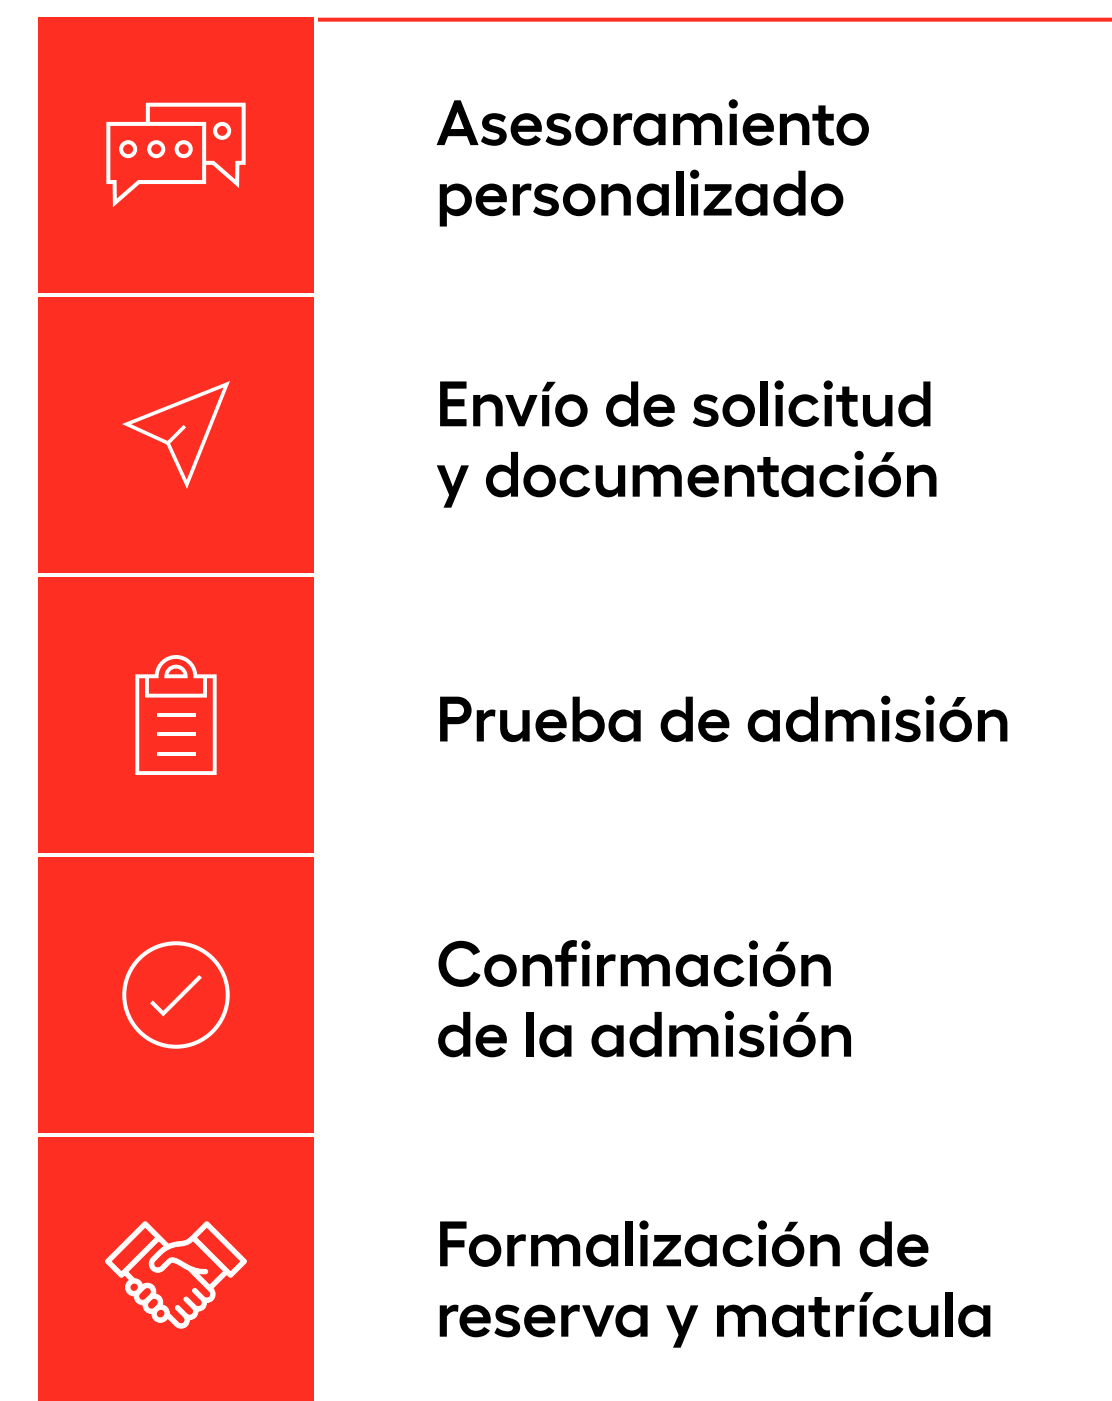 Asesoramiento
personalizado
Envío de solicitud
y documentación
Prueba de admisión
Confirmación
de la admisión
Formalización de
reserva y matrícula